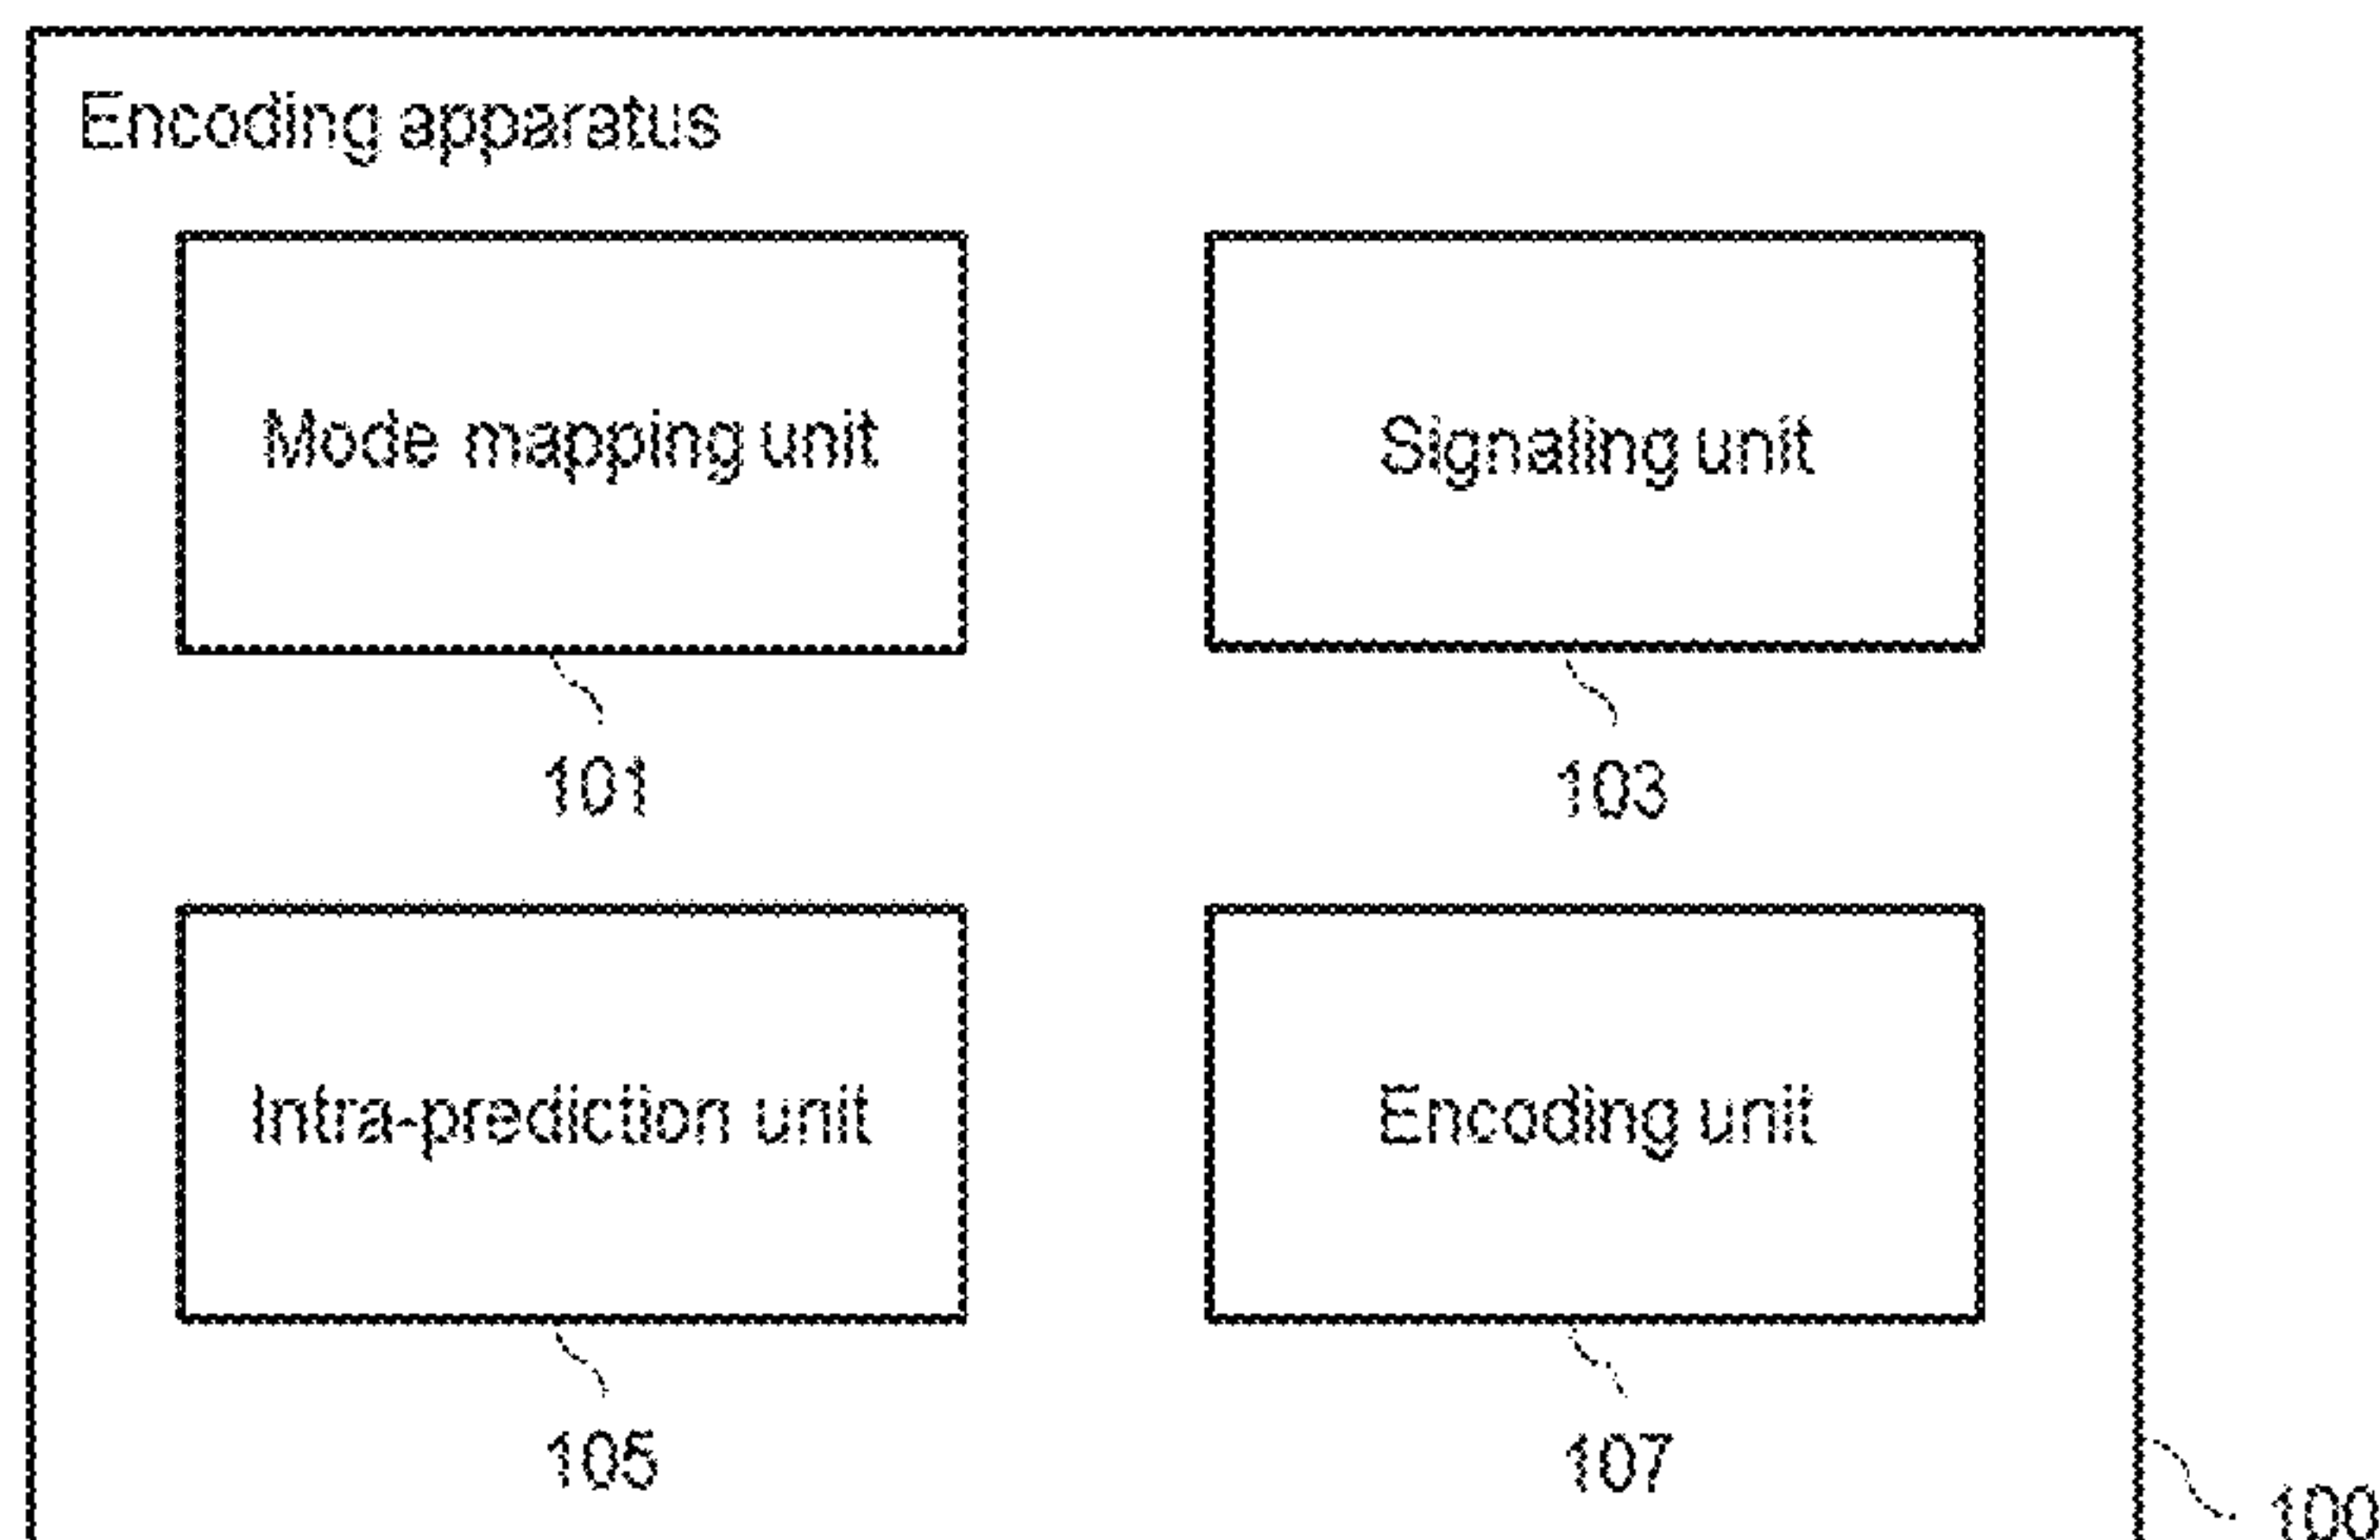 Encoding apparatus
Mode mapping unit
Signaling unit
101
103
Intra-prediction unit
Encoding unit
105
107
100